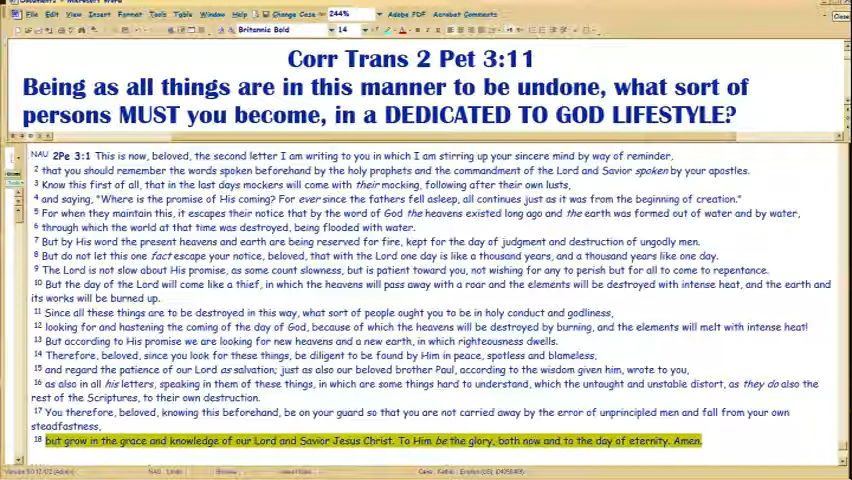 File Edit View Insert Format Tools Table Window Help Change Case 244% Adobe PDF Acrobat Comments
Britannic Bold 14
Corr Trans 2 Pet 3:11
Being as all things are in this manner to be undone, what sort of
persons MUST you become, in a DEDICATED TO GOD LIFESTYLE?
NAU 2Pe 3:1 This is now, beloved, the second letter I am writing to you in which I am stirring up your sincere mind by way of reminder,
2 that you should remember the words spoken beforehand by the holy prophets and the commandment of the Lord and Savior spoken by your apostles.
3 Know this first of all, that in the last days mockers will come with their mocking, following after their own lusts,
4 and saying, "Where is the promise of His coming? For ever since the fathers fell asleep, all continues just as it was from the beginning of creation."
5 For when they maintain this, it escapes their notice that by the word of God the heavens existed long ago and the earth was formed out of water and by water,
6 through which the world at that time was destroyed, being flooded with water.
7 But by His word the present heavens and earth are being reserved for fire, kept for the day of judgment and destruction of ungodly men.
8 But do not let this one fact escape your notice, beloved, that with the Lord one day is like a thousand years, and a thousand years like one day.
9 The Lord is not slow about His promise, as some count slowness, but is patient toward you, not wishing for any to perish but for all to come to repentance.
10 But the day of the Lord will come like a thief, in which the heavens will pass away with a roar and the elements will be destroyed with intense heat, and the earth and
its works will be burned up.
11 Since all these things are to be destroyed in this way, what sort of people ought you to be in holy conduct and godliness,
12 looking for and hastening the coming of the day of God, because of which the heavens will be destroyed by burning, and the elements will melt with intense heat!
13 But according to His promise we are looking for new heavens and a new earth, in which righteousness dwells.
14 Therefore, beloved, since you look for these things, be diligent to be found by Him in peace, spotless and blameless,
15 and regard the patience of our Lord as salvation; just as also our beloved brother Paul, according to the wisdom given him, wrote to you,
16 as also in all his letters, speaking in them of these things, in which are some things hard to understand, which the untaught and unstable distort, as they do also the
rest of the Scriptures, to their own destruction.
17 You therefore, beloved, knowing this beforehand, be on your guard so that you are not carried away by the error of unprincipled men and fall from your own
steadfastness,
18 but grow in the grace and knowledge of our Lord and Savior Jesus Christ. To Him be the glory, both now and to the day of eternity. Amen.